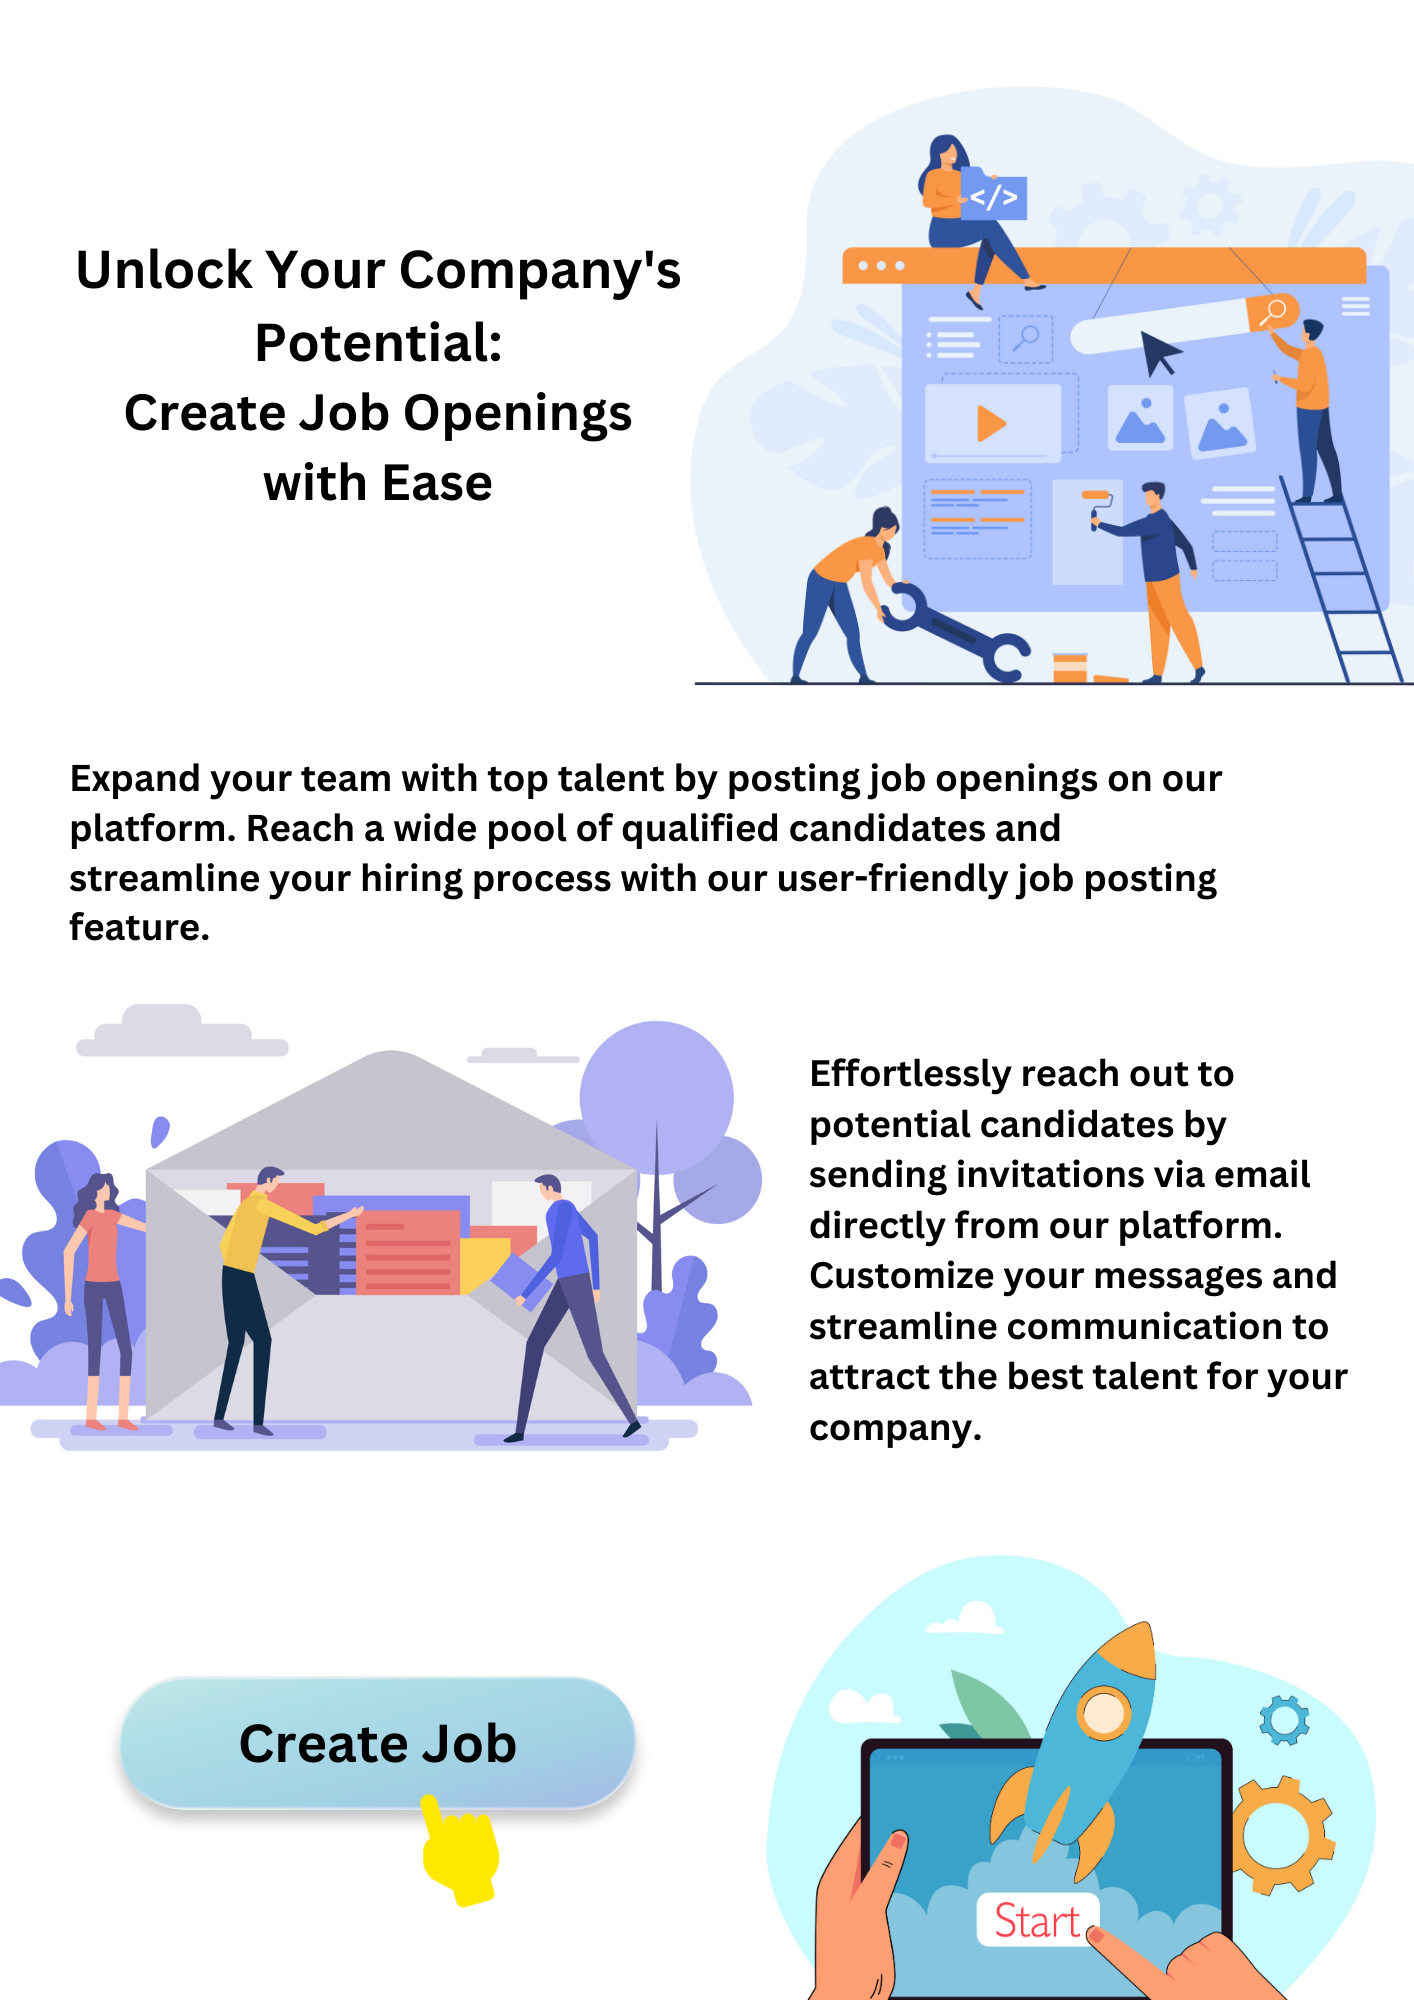 </>
Unlock Your Company's
Potential:
Create Job Openings
with Ease
Expand your team with top talent by posting job openings on our
platform. Reach a wide pool of qualified candidates and
streamline your hiring process with our user-friendly job posting
feature.
Effortlessly reach out to
potential candidates by
sending invitations via email
directly from our platform.
Customize your messages and
streamline communication to
attract the best talent for your
company.
Create Job
Start